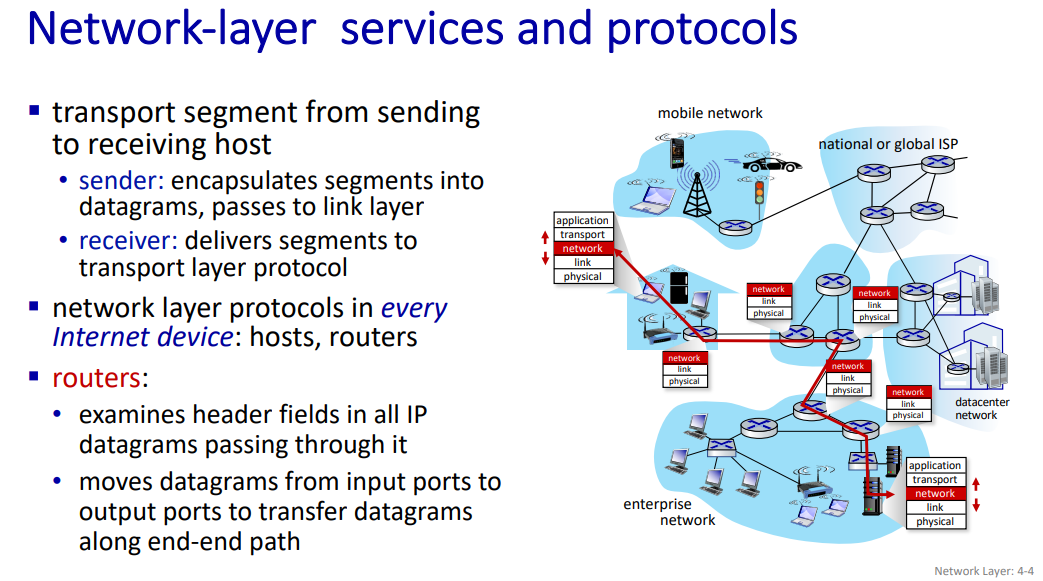 Network-layer services and protocols
transport segment from sending
to receiving host
sender: encapsulates segments into
datagrams, passes to link layer
receiver: delivers segments to
transport layer protocol
network layer protocols in every
Internet device: hosts, routers
routers:
examines header fields in all IP
datagrams passing through it
moves datagrams from input ports to
output ports to transfer datagrams
along end-end path
mobile network
national or global ISP
application
transport
network
link
physical
network
link
physical
network
link
physical
network
link
physical
network
link
physical
network
link
physical
datacenter
network
application
transport
network
link
physical
enterprise
network
Network Layer: 4-4